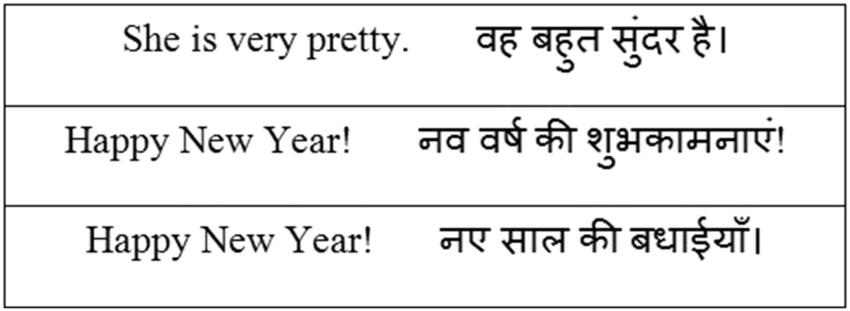 She is very pretty. वह बहुत सुंदर है।
Happy New Year! नव वर्ष की शुभकामनाएं!
Happy New Year! नए साल की बधाईयाँ।